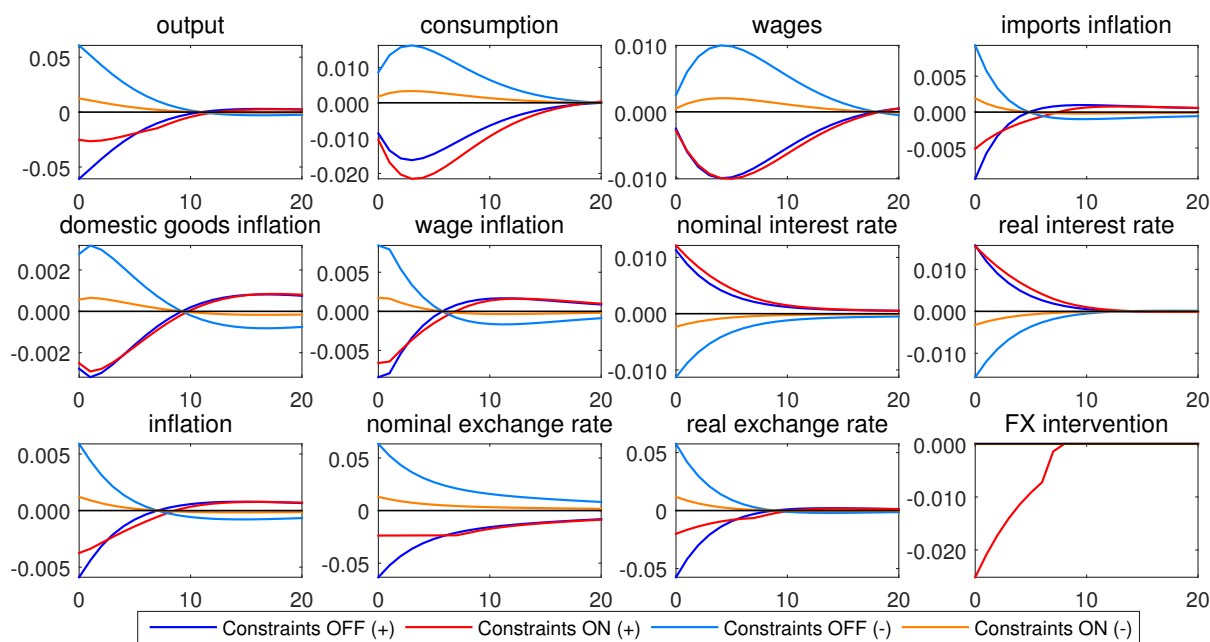 output consumption wages imports inflation
0.05
0
-0.05
0 10 20
0.010
0.000
-0.010
-0.020
0 10 20
0.010
0.000
-0.010
0 10 20
0.005
0.000
-0.005
0 10 20
domestic goods inflation wage inflation nominal interest rate real interest rate
0.002
0.000
-0.002
0 10 20
0.005
0.000
-0.005
0 10 20
0.010
0.000
-0.010
0 10 20
0.010
0.000
-0.010
0 10 20
inflation nominal exchange rate real exchange rate FX intervention
0.005
0.000
-0.005
0 10 20
0.05
0
-0.05
0 10 20
0.05
0
-0.05
0 10 20
0.000
-0.010
-0.020
0 10 20
Constraints OFF (+) Constraints ON (+) Constraints OFF (-) Constraints ON (-)